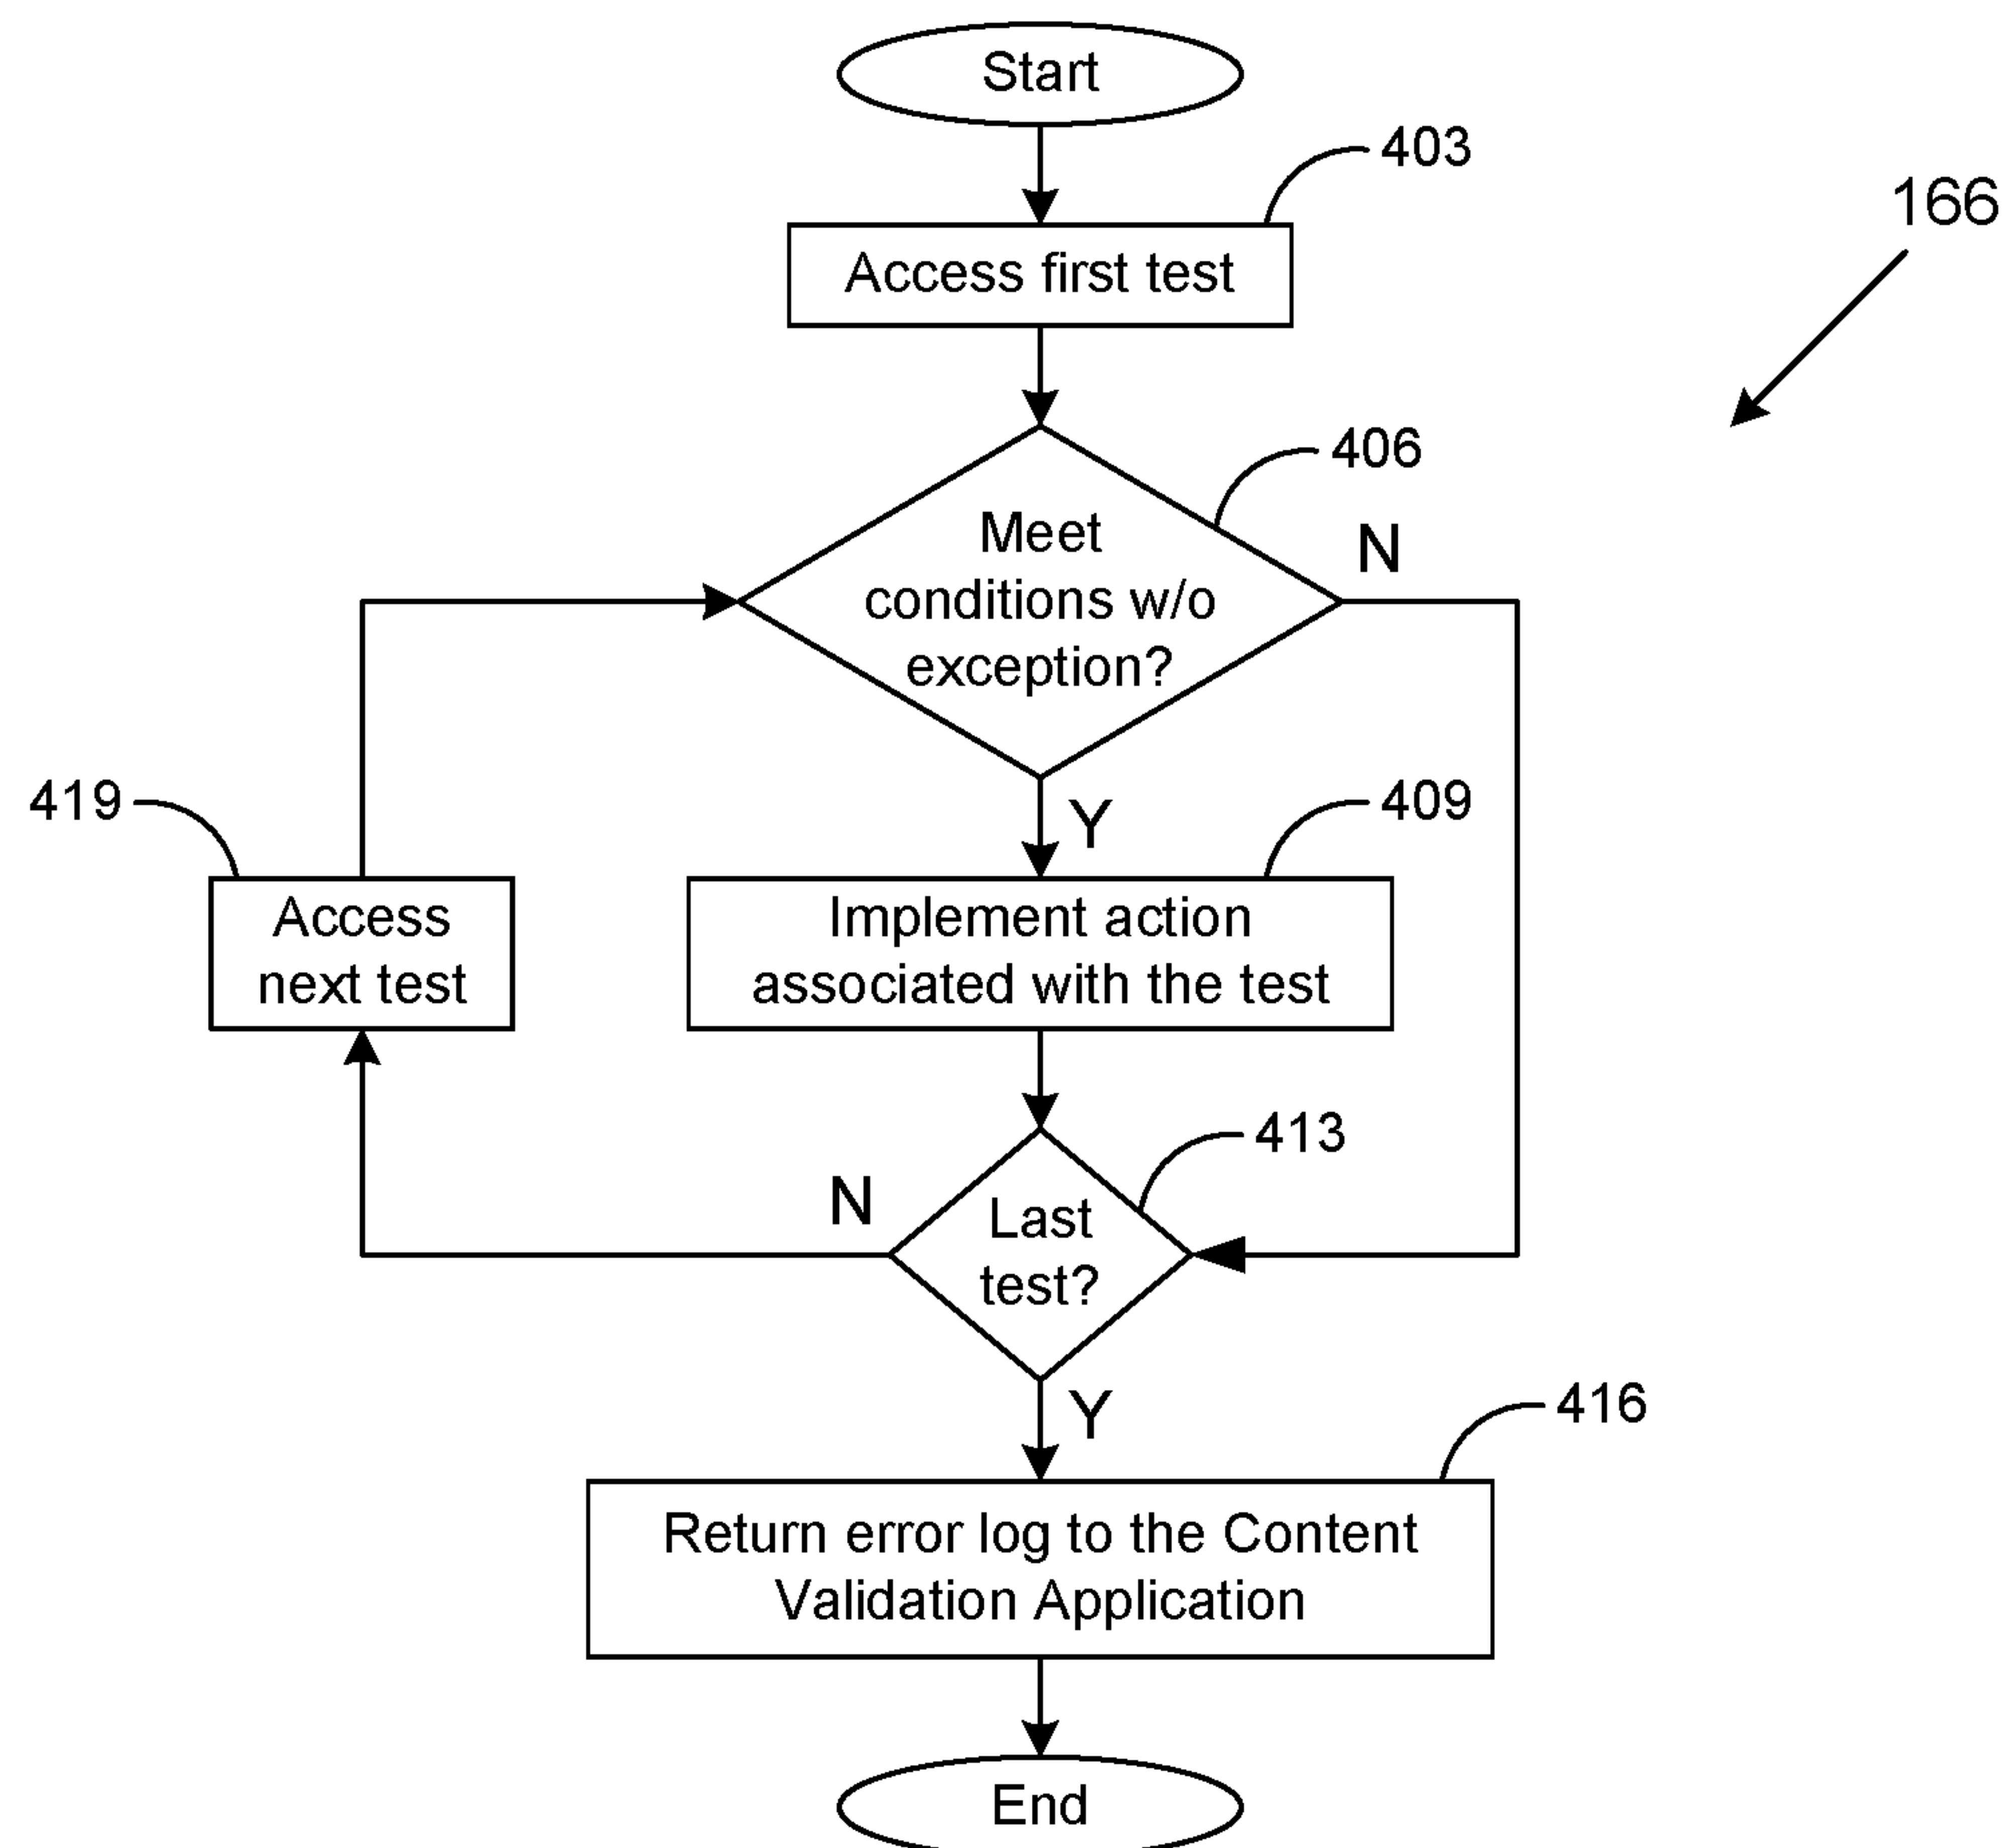 Start
403
166
Access first test
406
Meet
conditions w/o
exception?
N
419
Y
409
Access
next test
Implement action
associated with the test
413
N
Last
test?
Y
416
Return error log to the Content
Validation Application
End